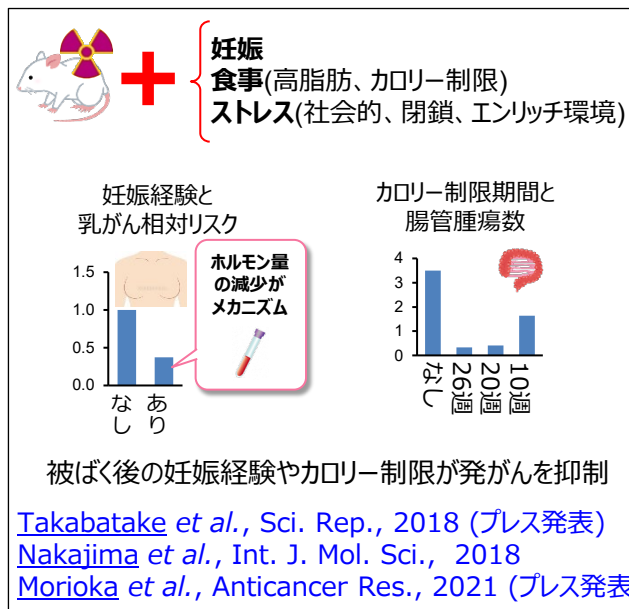 妊娠
食事(高脂肪、カロリー制限)
ストレス(社会的、閉鎖、エンリッチ環境)
妊娠経験と
乳がん相対リスク
1.5
1.0
0.5
0.0
なし
あり
ホルモン量
の減少が
メカニズム
カロリー制限期間と
腸管腫瘍数
4
3
2
1
0
なし
26週
20週
10週
被ばく後の妊娠経験やカロリー制限が発がんを抑制
Takabatake et al., Sci. Rep., 2018 (プレス発表)
Nakajima et al., Int. J. Mol. Sci., 2018
Morioka et al., Anticancer Res., 2021 (プレス発表